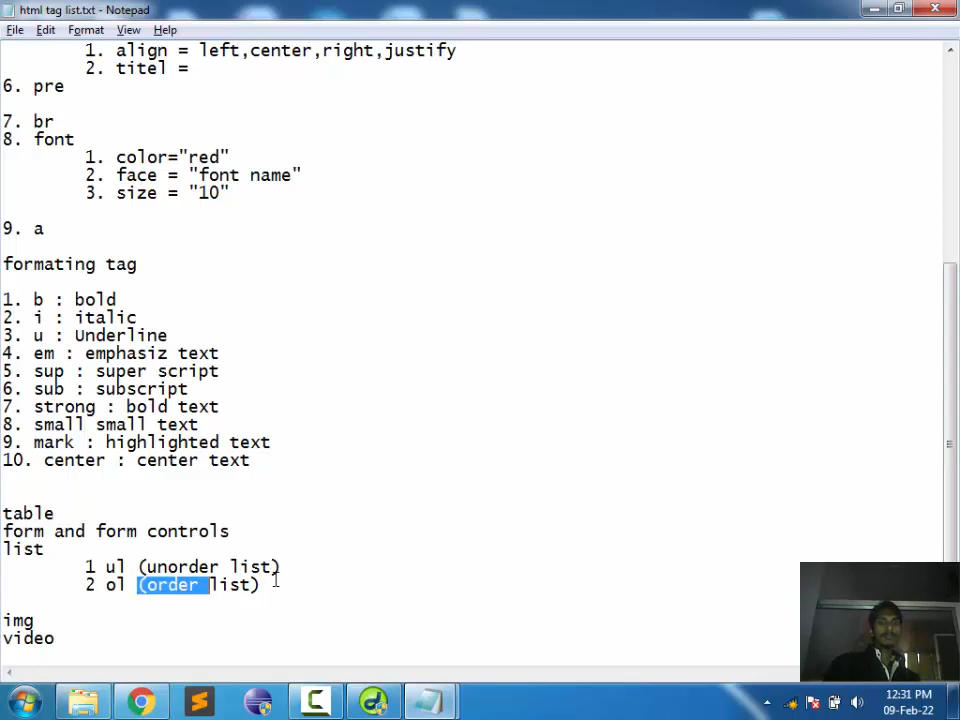 html tag list.txt - Notepad
File Edit Format View Help
1. align = left,center,right,justify
2. titel =
6. pre
7. br
8. font
1. color="red"
2. face = "font name"
3. size = "10"
9. a
formating tag
1. b : bold
2. i : italic
3. u : Underline
4. em : emphasiz text
5. sup : super script
6. sub : subscript
7. strong : bold text
8. small small text
9. mark : highlighted text
10. center : center text
table
form and form controls
list
1 ul (unorder list)
2 ol (order list)
img
video
12:31 PM
09-Feb-22